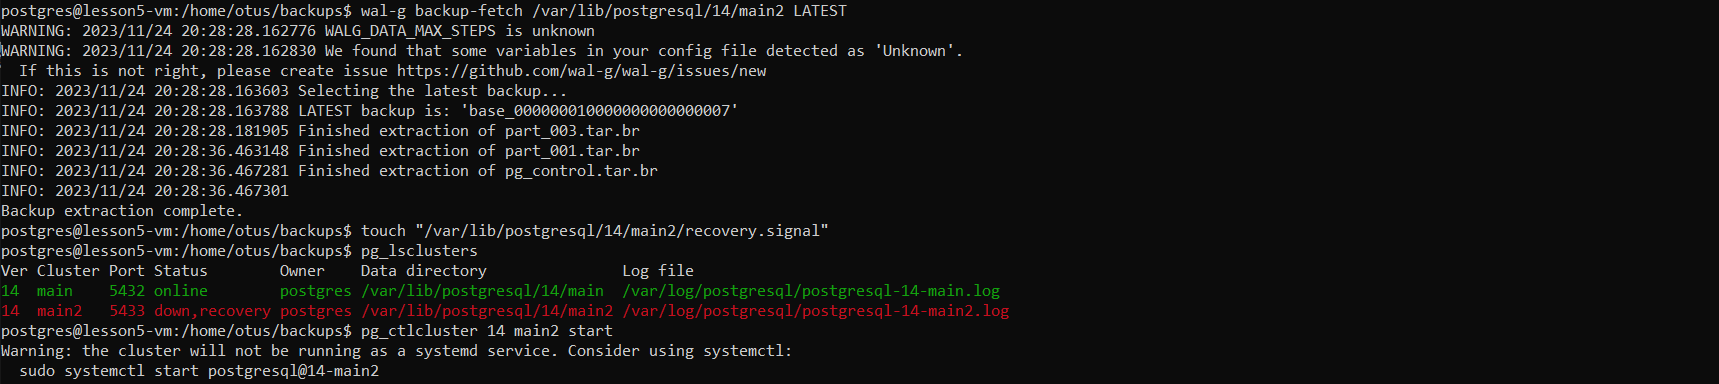 postgres@lesson5-vm:/home/otus/backups$ wal-g backup-fetch /var/lib/postgresql/14/main2 LATEST
WARNING: 2023/11/24 20:28:28.162776 WALG_DATA_MAX_STEPS is unknown
WARNING: 2023/11/24 20:28:28.162830 We found that some variables in your config file detected as 'Unknown'.
  If this is not right, please create issue https://github.com/wal-g/wal-g/issues/new
INFO: 2023/11/24 20:28:28.163603 Selecting the latest backup...
INFO: 2023/11/24 20:28:28.163788 LATEST backup is: 'base_000000010000000000000007'
INFO: 2023/11/24 20:28:28.181905 Finished extraction of part_003.tar.br
INFO: 2023/11/24 20:28:36.463148 Finished extraction of part_001.tar.br
INFO: 2023/11/24 20:28:36.467281 Finished extraction of pg_control.tar.br
INFO: 2023/11/24 20:28:36.467301
Backup extraction complete.
postgres@lesson5-vm:/home/otus/backups$ touch "/var/lib/postgresql/14/main2/recovery.signal"
postgres@lesson5-vm:/home/otus/backups$ pg_lsclusters
Ver Cluster Port Status        Owner    Data directory               Log file
14  main    5432 online        postgres /var/lib/postgresql/14/main  /var/log/postgresql/postgresql-14-main.log
14  main2   5433 down,recovery postgres /var/lib/postgresql/14/main2 /var/log/postgresql/postgresql-14-main2.log
postgres@lesson5-vm:/home/otus/backups$ pg_ctlcluster 14 main2 start
Warning: the cluster will not be running as a systemd service. Consider using systemctl:
  sudo systemctl start postgresql@14-main2